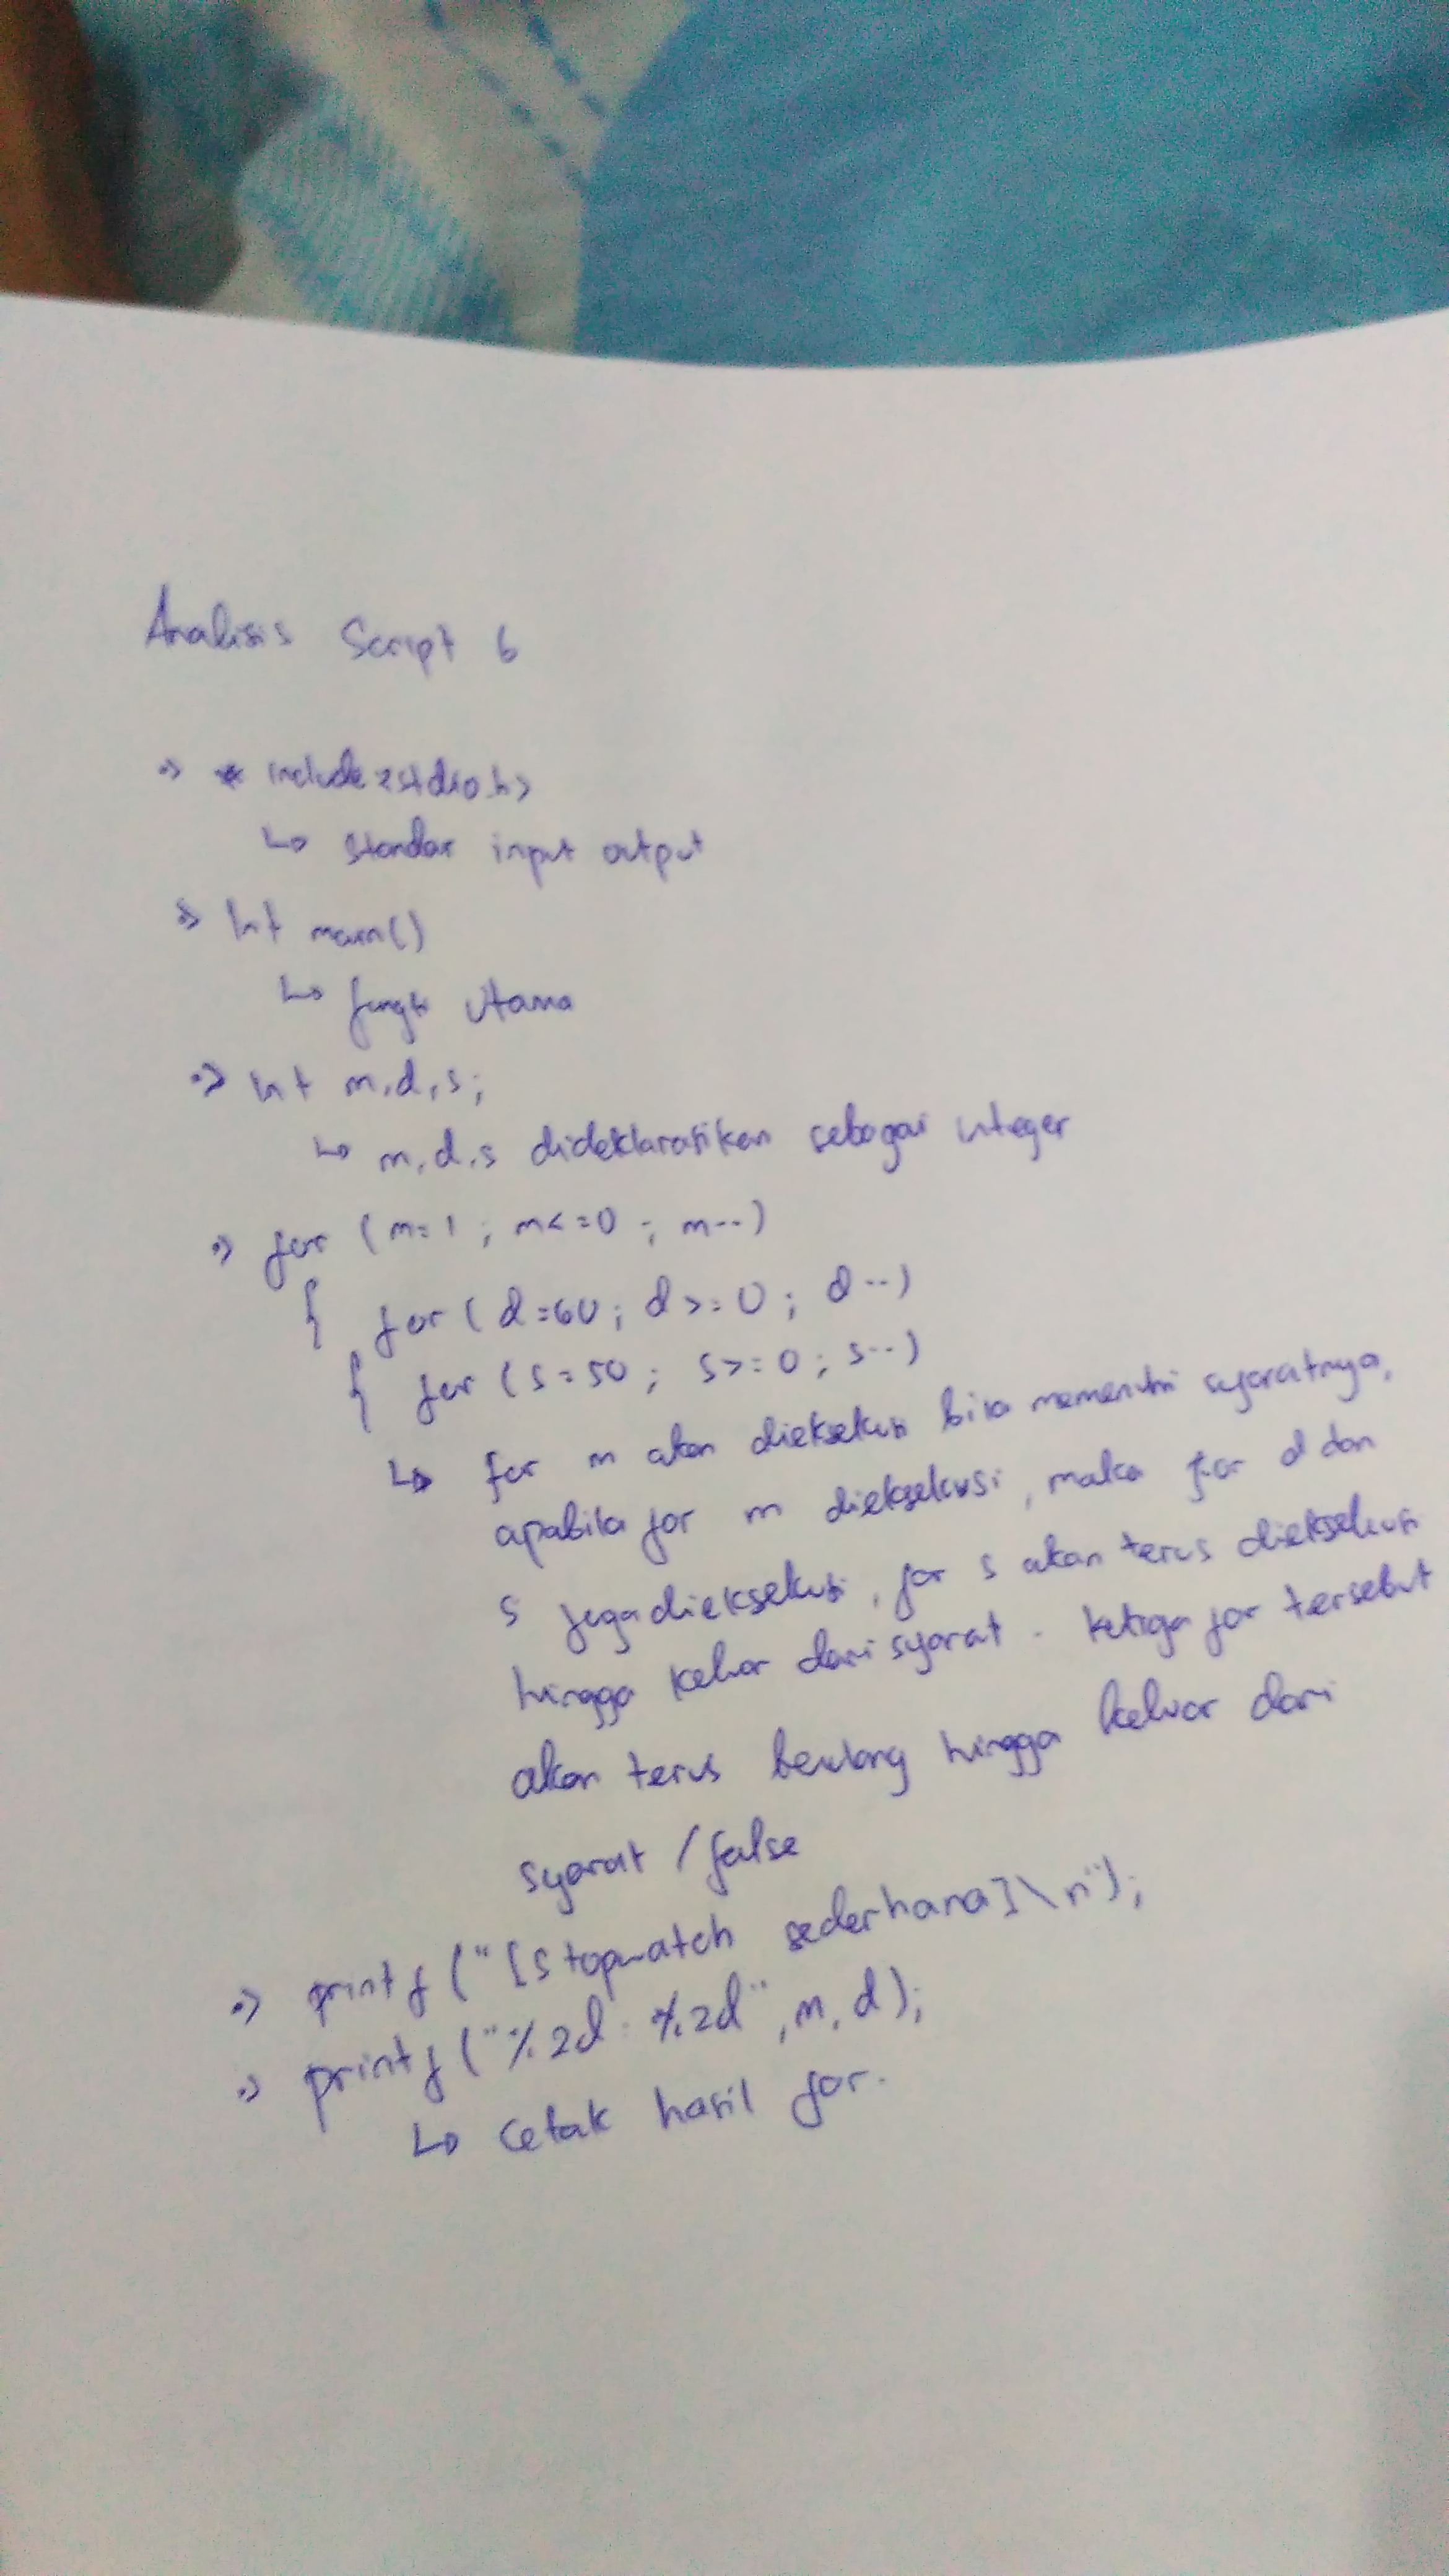 Analisis Script 6
=> * include <stdio.h>
↳ standar input output
=> Int main()
↳ fungsi utama
=> Int m,d,s;
↳ m,d,s dideklarasikan sebagai integer
=> for (m=1 ; m<=0 ; m--)
{ for (d=60 ; d>=0 ; d--)
{ for (s=50 ; s>=0 ; s--)
↳ for m akan dieksekusi bila memenuhi syaratnya,
apabila for m dieksekusi, maka for d dan
s juga dieksekusi, for s akan terus dieksekusi
hingga keluar dari syarat. ketiga for tersebut
akan terus berulang hingga keluar dari
syarat / false
=> printf ("[Stopwatch sederhana]\n");
=> printf ("%2d : %2d", m, d);
↳ cetak hasil for.